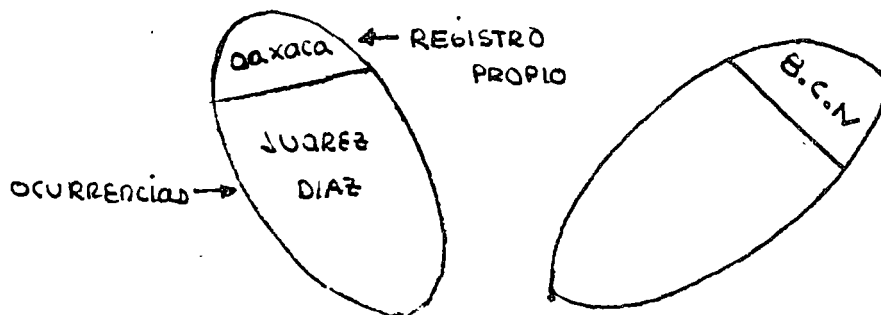 Oaxaca
← REGISTRO
PROPIO
JUAREZ
DIAZ
OCURRENCIAS →
B.C.N